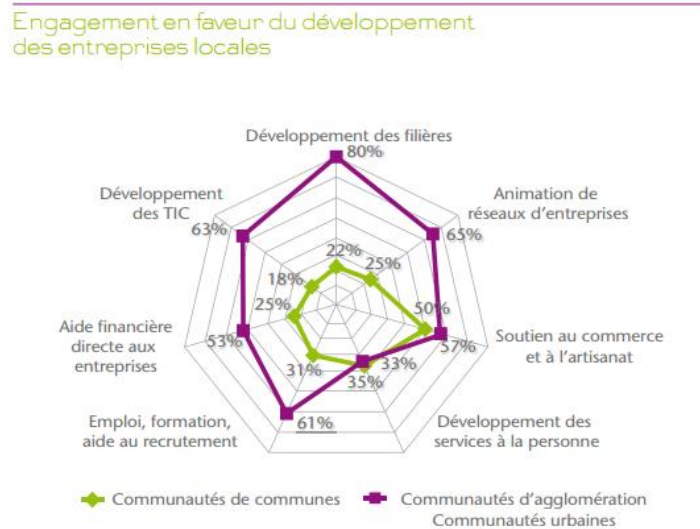 Engagement en faveur du développement
des entreprises locales
Développement des filières
80%
Développement
des TIC
63%
Animation de
réseaux d'entreprises
65%
22%
25%
18%
25%
50%
Aide financière
directe aux
entreprises
53%
Soutien au commerce
et à l'artisanat
57%
31%
33%
35%
Emploi, formation,
aide au recrutement
61%
Développement des
services à la personne
Communautés de communes
Communautés d'agglomération
Communautés urbaines